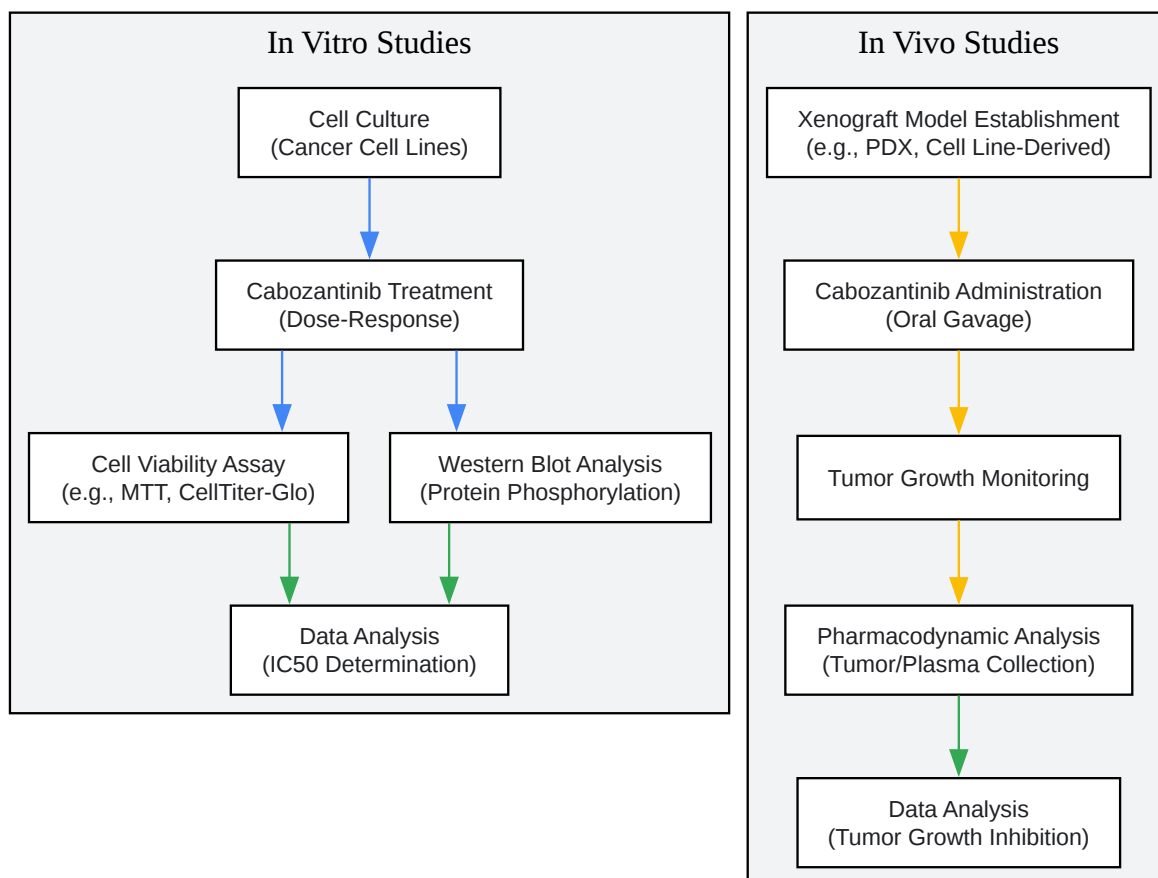 In Vitro Studies
Cell Culture
(Cancer Cell Lines)
Cabozantinib Treatment
(Dose-Response)
Cell Viability Assay
(e.g., MTT, CellTiter-Glo)
Western Blot Analysis
(Protein Phosphorylation)
Data Analysis
(IC50 Determination)
In Vivo Studies
Xenograft Model Establishment
(e.g., PDX, Cell Line-Derived)
Cabozantinib Administration
(Oral Gavage)
Tumor Growth Monitoring
Pharmacodynamic Analysis
(Tumor/Plasma Collection)
Data Analysis
(Tumor Growth Inhibition)